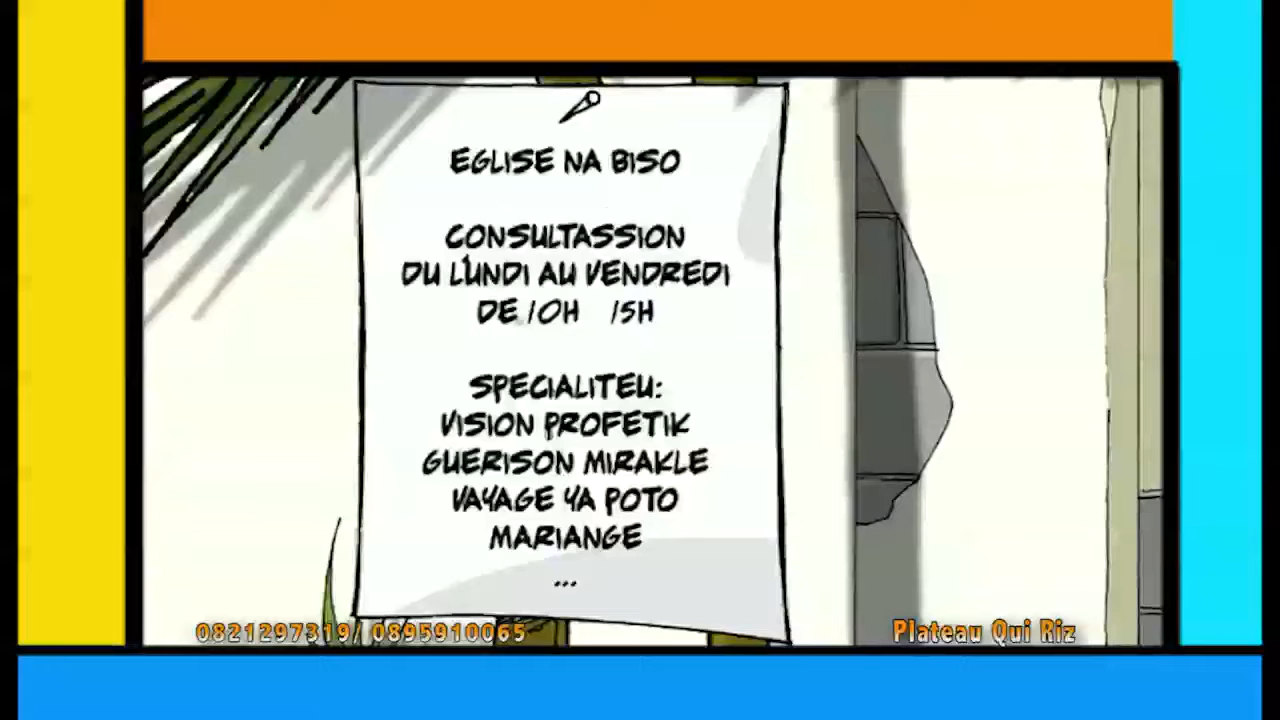 EGLISE NA BISO
CONSULTASSION
DU LUNDI AU VENDREDI
DE 10H 15H
SPECIALITEU:
VISION PROFETIK
GUERISON MIRAKLE
VAYAGE YA POTO
MARIANGE
...
0821297319/ 0895910065
Plateau Qui Riz